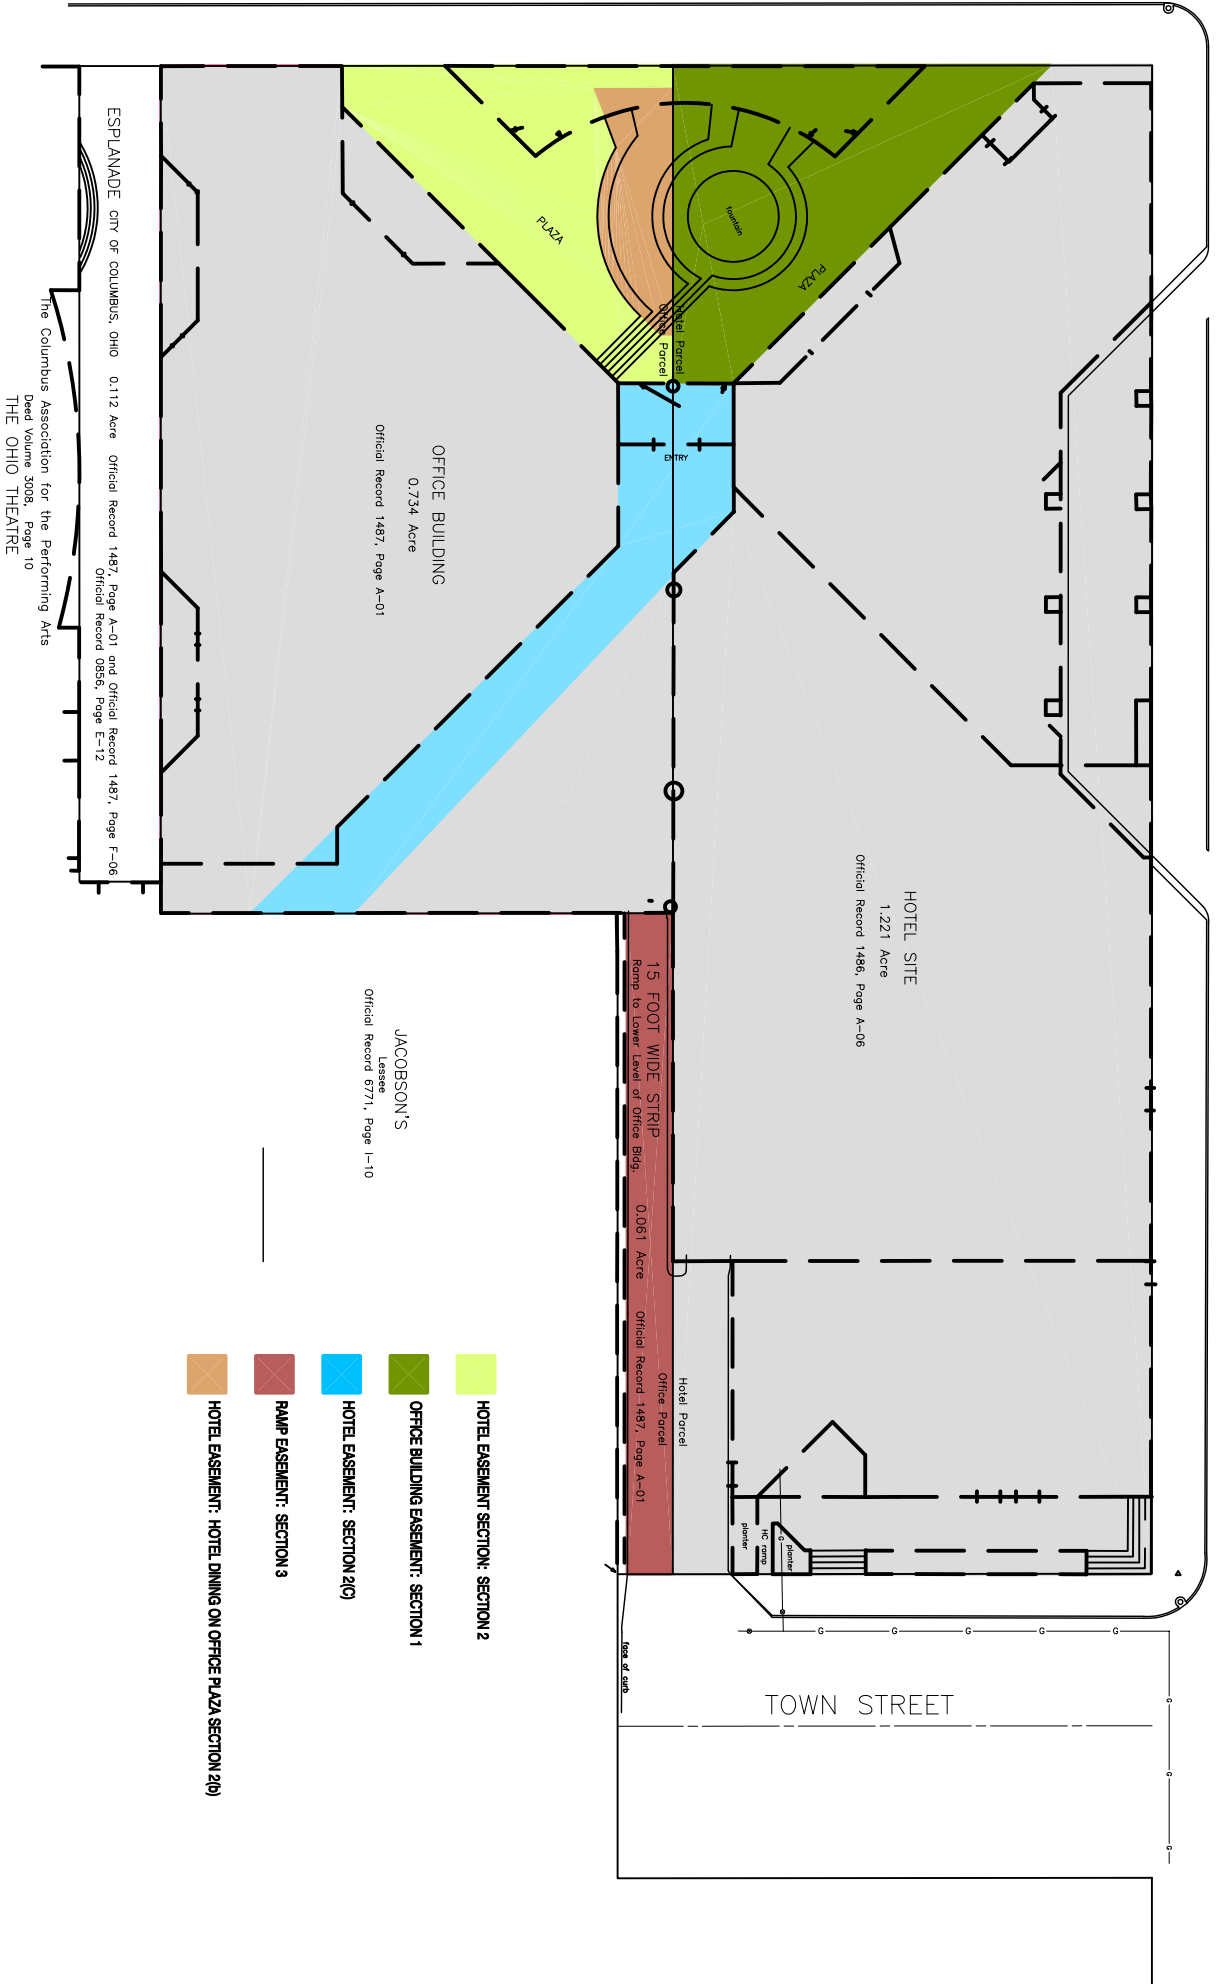 ESPLANADE CITY OF COLUMBUS, OHIO 0.112 Acre Official Record 1487, Page A-01 and Official Record 1487, Page F-06
Official Record 0856, Page E-12
The Columbus Association for the Performing Arts
Deed Volume 3008, Page 10
THE OHIO THEATRE
PLAZA
fountain
PLAZA
Hotel Parcel
Office Parcel
ENTRY
OFFICE BUILDING
0.734 Acre
Official Record 1487, Page A-01
HOTEL SITE
1.221 Acre
Official Record 1486, Page A-06
15 FOOT WIDE STRIP
Ramp to Lower Level of Office Bldg. 0.061 Acre Official Record 1487, Page A-01
Hotel Parcel
Office Parcel
JACOBSON'S
Lessee
Official Record 6771, Page I-10
planter
HC ramp
planter
G
face of curb
G G G G G
G
G
G
TOWN STREET
HOTEL EASEMENT SECTION: SECTION 2
OFFICE BUILDING EASEMENT: SECTION 1
HOTEL EASEMENT: SECTION 2(C)
RAMP EASEMENT: SECTION 3
HOTEL EASEMENT: HOTEL DINING ON OFFICE PLAZA SECTION 2(b)